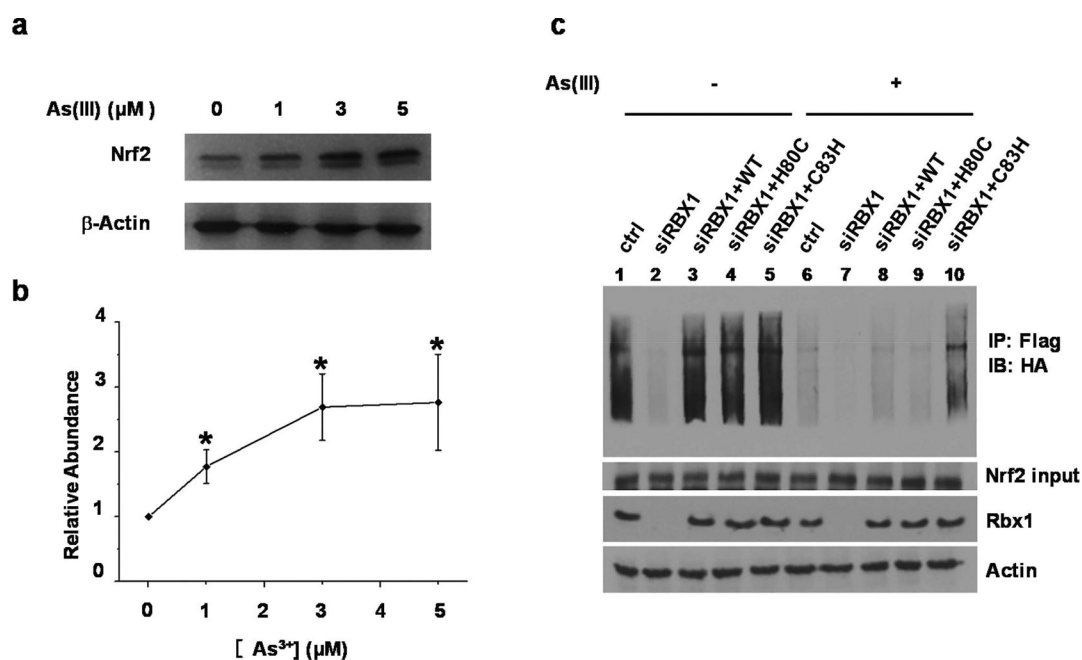 a
As(III) (μM )
0 1 3 5
Nrf2
β-Actin
b
4
3
2
1
0
Relative Abundance
*
*
*
0 1 2 3 4 5
[ As³⁺] (μM)
c
As(III)
- +
ctrl
siRBX1
siRBX1+WT
siRBX1+H80C
siRBX1+C83H
ctrl
siRBX1
siRBX1+WT
siRBX1+H80C
siRBX1+C83H
1 2 3 4 5 6 7 8 9 10
IP: Flag
IB: HA
Nrf2 input
Rbx1
Actin